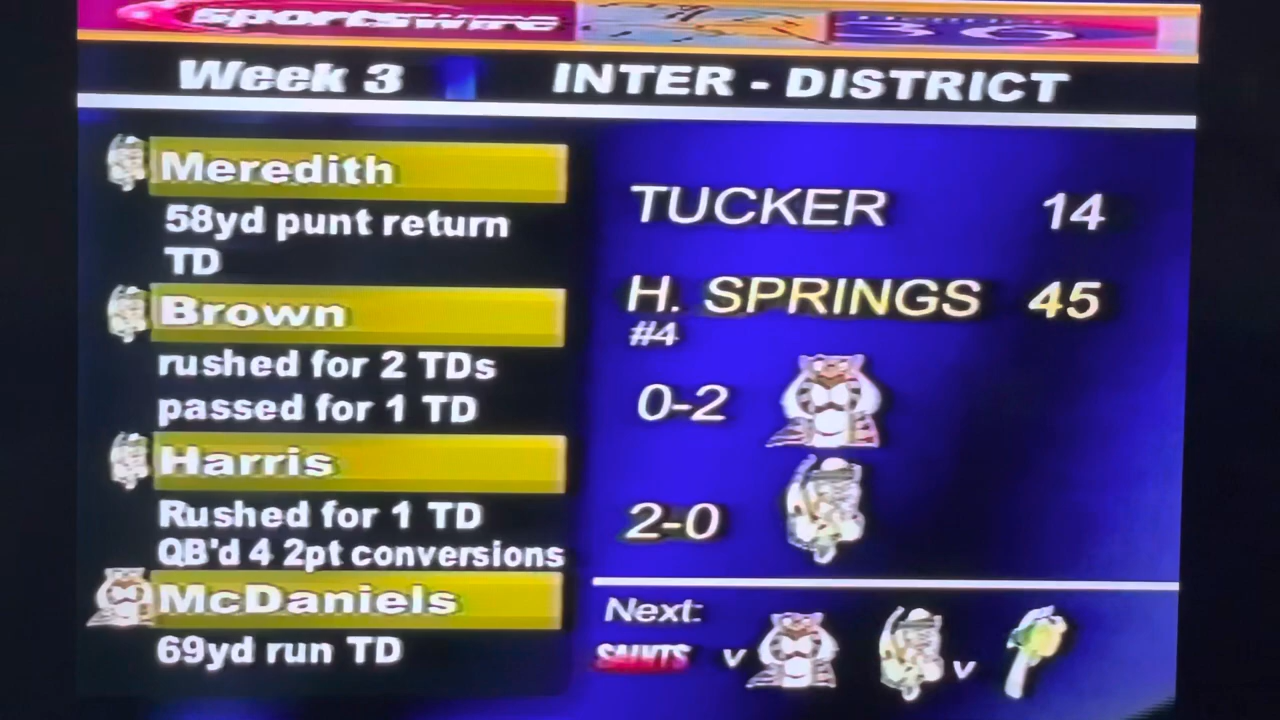 sportswire
36
Week 3
INTER - DISTRICT
Meredith
58yd punt return
TD
Brown
rushed for 2 TDs
passed for 1 TD
Harris
Rushed for 1 TD
QB'd 4 2pt conversions
McDaniels
69yd run TD
TUCKER 14
H. SPRINGS 45
#4
0-2
2-0
Next:
SAINTS v
v